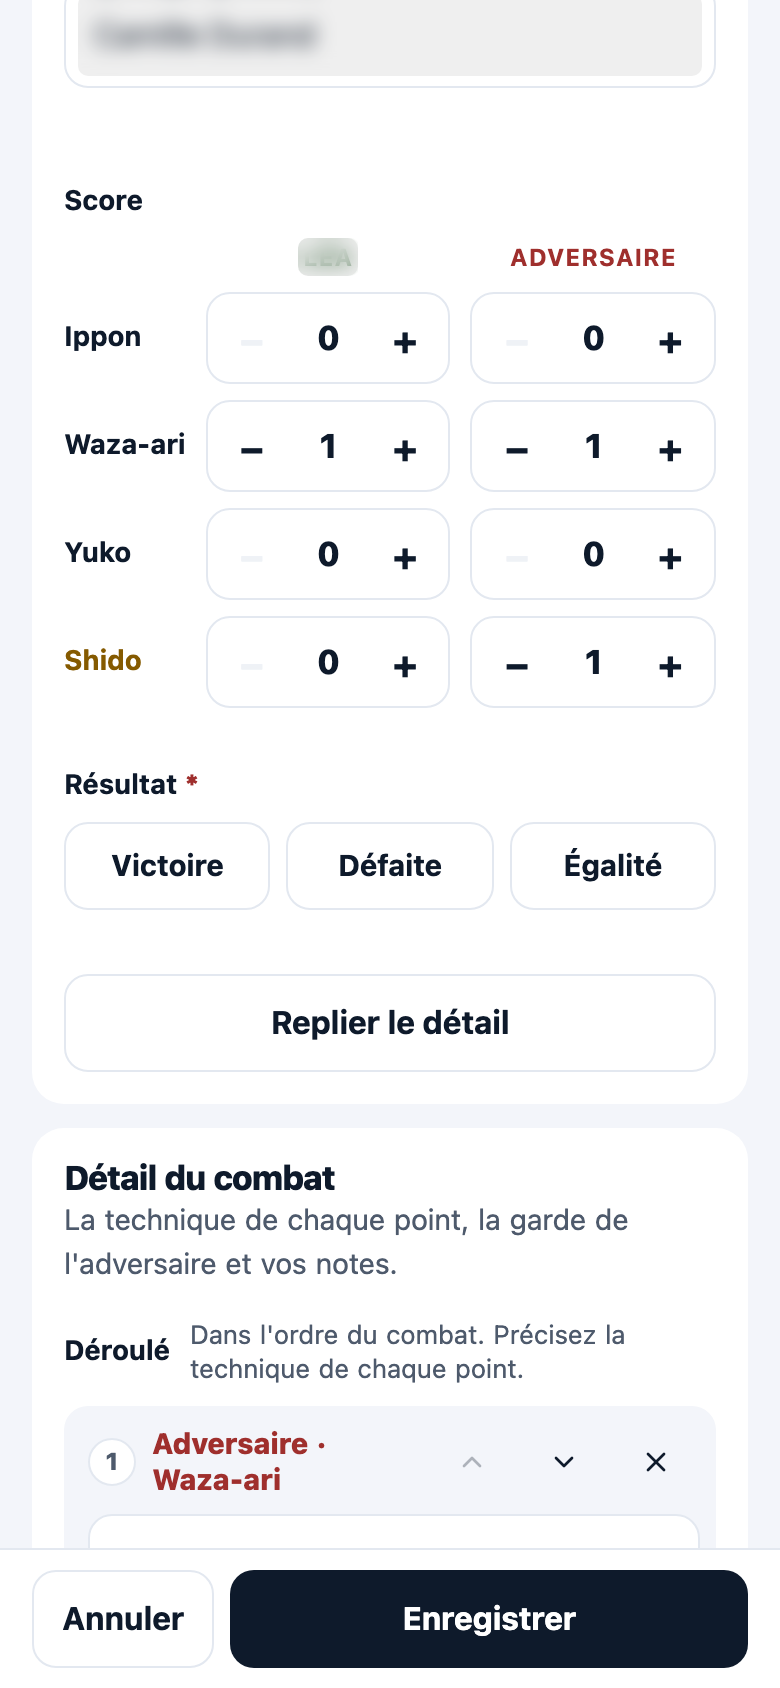 Score
ADVERSAIRE
Ippon − 0 + − 0 +
Waza-ari − 1 + − 1 +
Yuko − 0 + − 0 +
Shido − 0 + − 1 +
Résultat *
Victoire Défaite Égalité
Replier le détail
Détail du combat
La technique de chaque point, la garde de
l'adversaire et vos notes.
Déroulé
Dans l'ordre du combat. Précisez la
technique de chaque point.
1
Adversaire ·
Waza-ari
Annuler Enregistrer